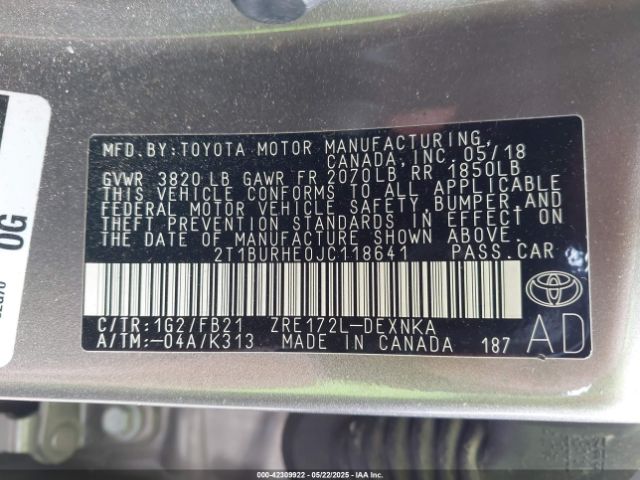 MFD.BY:TOYOTA MOTOR MANUFACTURING,
CANADA,INC. 05/18
GVWR 3820 LB GAWR FR 2070LB RR 1850LB
THIS VEHICLE CONFORMS TO ALL APPLICABLE
FEDERAL MOTOR VEHICLE SAFETY, BUMPER, AND
THEFT PREVENTION STANDARDS IN EFFECT ON
THE DATE OF MANUFACTURE SHOWN ABOVE.
2T1BURHE0JC118641 PASS.CAR
C/TR:1G2/FB21 ZRE172L-DEXNKA
A/TM:-04A/K313 MADE IN CANADA 187
AD
OG
000-42309922 - 05/22/2025 - IAAI.COM